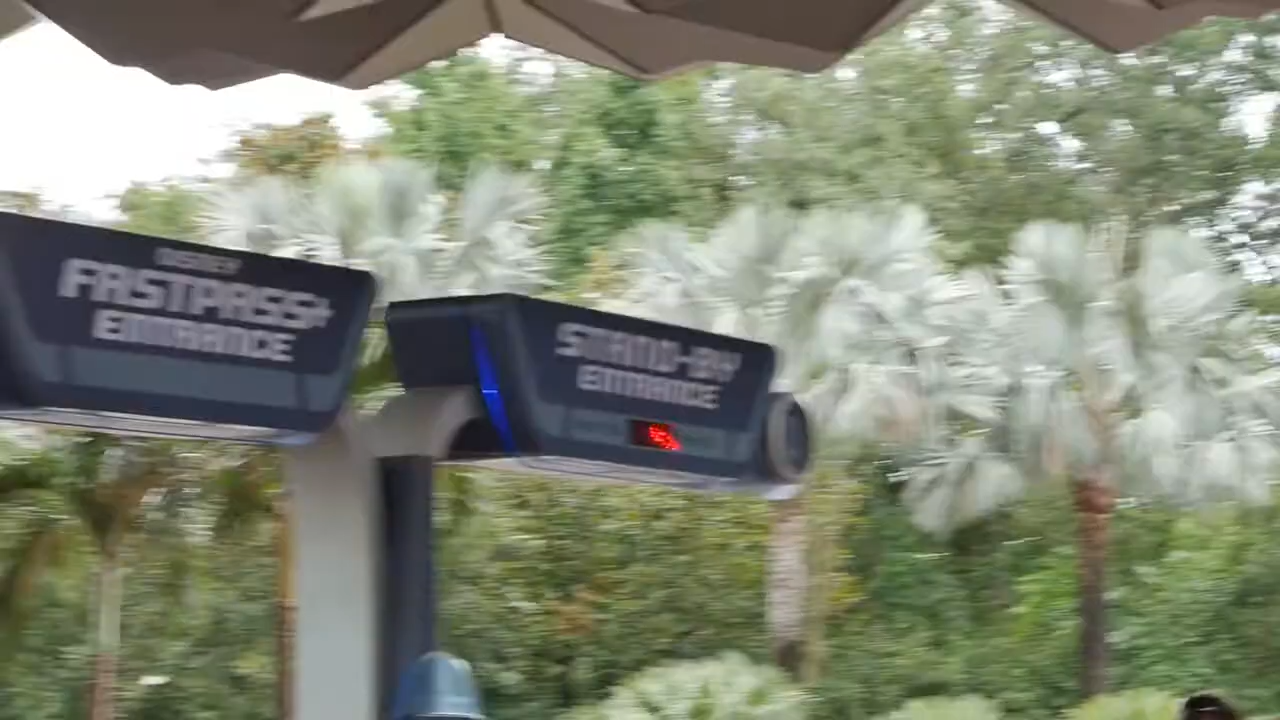 DISNEY
FASTPASS+
ENTRANCE
STAND-BY
ENTRANCE